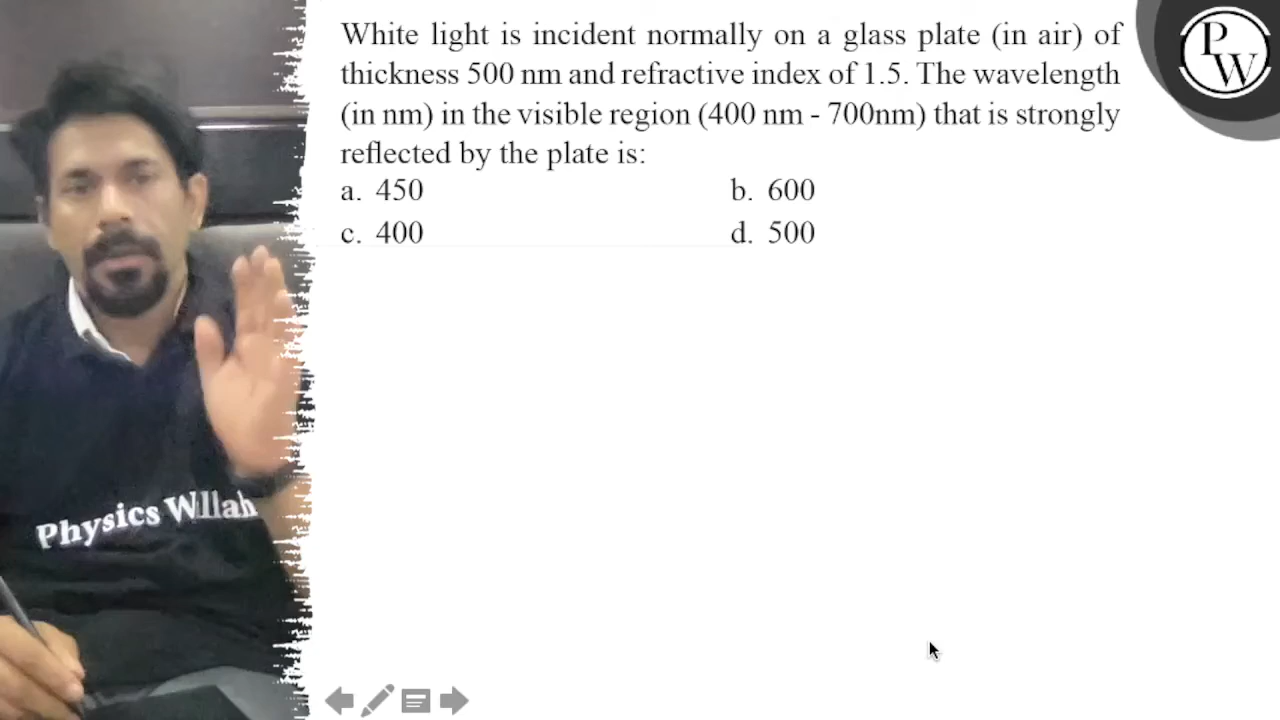 White light is incident normally on a glass plate (in air) of
thickness 500 nm and refractive index of 1.5. The wavelength
(in nm) in the visible region (400 nm - 700nm) that is strongly
reflected by the plate is:
a. 450
b. 600
c. 400
d. 500
P
W
Physics Wllah